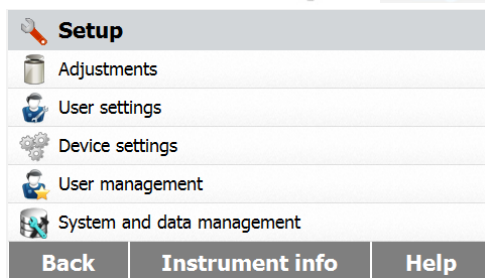 Setup
Adjustments
User settings
Device settings
User management
System and data management
Back Instrument info Help